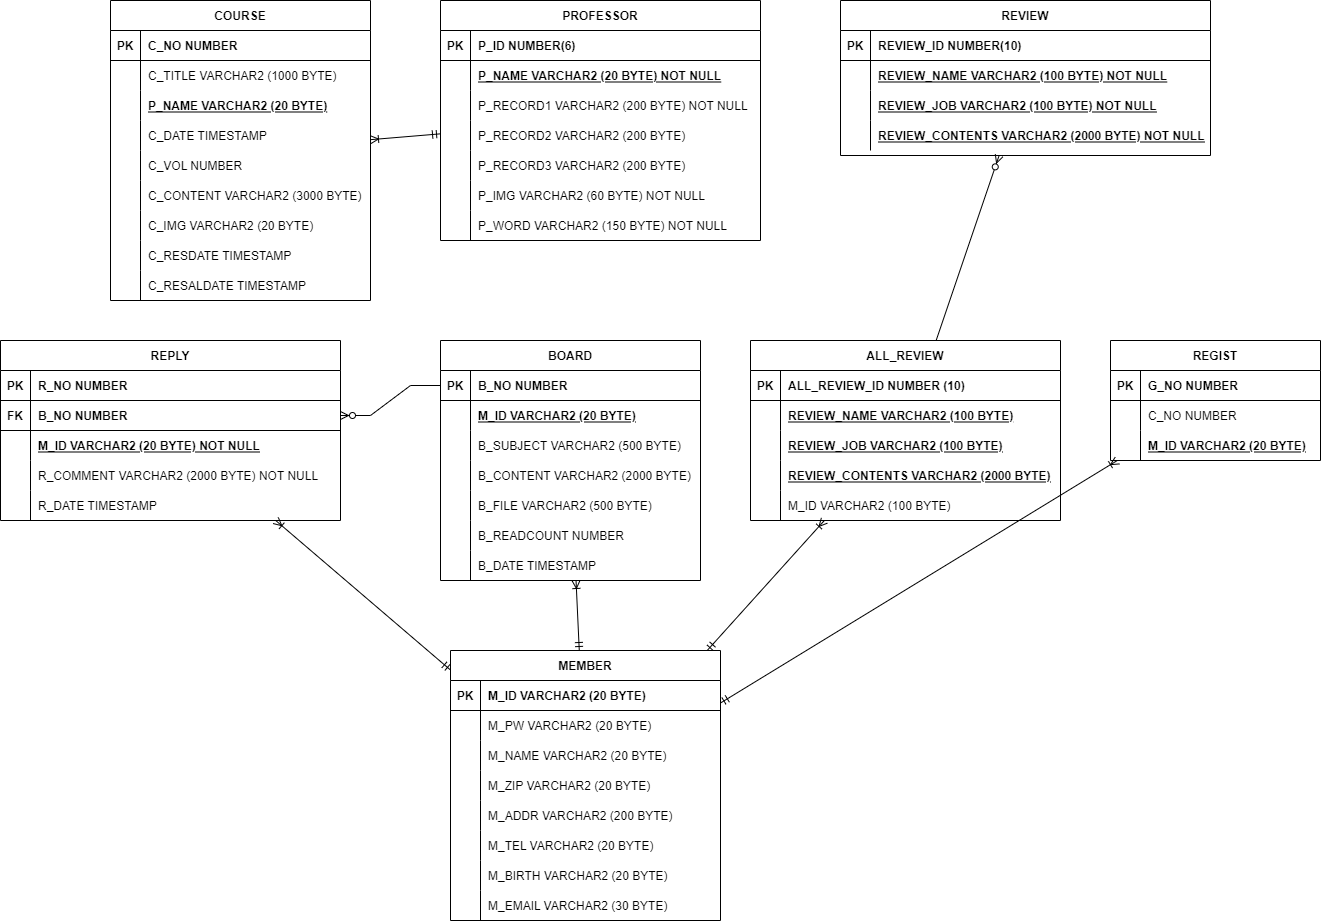 COURSE
PK C_NO NUMBER
C_TITLE VARCHAR2 (1000 BYTE)
P_NAME VARCHAR2 (20 BYTE)
C_DATE TIMESTAMP
C_VOL NUMBER
C_CONTENT VARCHAR2 (3000 BYTE)
C_IMG VARCHAR2 (20 BYTE)
C_RESDATE TIMESTAMP
C_RESALDATE TIMESTAMP
PROFESSOR
PK P_ID NUMBER(6)
P_NAME VARCHAR2 (20 BYTE) NOT NULL
P_RECORD1 VARCHAR2 (200 BYTE) NOT NULL
P_RECORD2 VARCHAR2 (200 BYTE)
P_RECORD3 VARCHAR2 (200 BYTE)
P_IMG VARCHAR2 (60 BYTE) NOT NULL
P_WORD VARCHAR2 (150 BYTE) NOT NULL
REVIEW
PK REVIEW_ID NUMBER(10)
REVIEW_NAME VARCHAR2 (100 BYTE) NOT NULL
REVIEW_JOB VARCHAR2 (100 BYTE) NOT NULL
REVIEW_CONTENTS VARCHAR2 (2000 BYTE) NOT NULL
REPLY
PK R_NO NUMBER
FK B_NO NUMBER
M_ID VARCHAR2 (20 BYTE) NOT NULL
R_COMMENT VARCHAR2 (2000 BYTE) NOT NULL
R_DATE TIMESTAMP
BOARD
PK B_NO NUMBER
M_ID VARCHAR2 (20 BYTE)
B_SUBJECT VARCHAR2 (500 BYTE)
B_CONTENT VARCHAR2 (2000 BYTE)
B_FILE VARCHAR2 (500 BYTE)
B_READCOUNT NUMBER
B_DATE TIMESTAMP
ALL_REVIEW
PK ALL_REVIEW_ID NUMBER (10)
REVIEW_NAME VARCHAR2 (100 BYTE)
REVIEW_JOB VARCHAR2 (100 BYTE)
REVIEW_CONTENTS VARCHAR2 (2000 BYTE)
M_ID VARCHAR2 (100 BYTE)
REGIST
PK G_NO NUMBER
C_NO NUMBER
M_ID VARCHAR2 (20 BYTE)
MEMBER
PK M_ID VARCHAR2 (20 BYTE)
M_PW VARCHAR2 (20 BYTE)
M_NAME VARCHAR2 (20 BYTE)
M_ZIP VARCHAR2 (20 BYTE)
M_ADDR VARCHAR2 (200 BYTE)
M_TEL VARCHAR2 (20 BYTE)
M_BIRTH VARCHAR2 (20 BYTE)
M_EMAIL VARCHAR2 (30 BYTE)